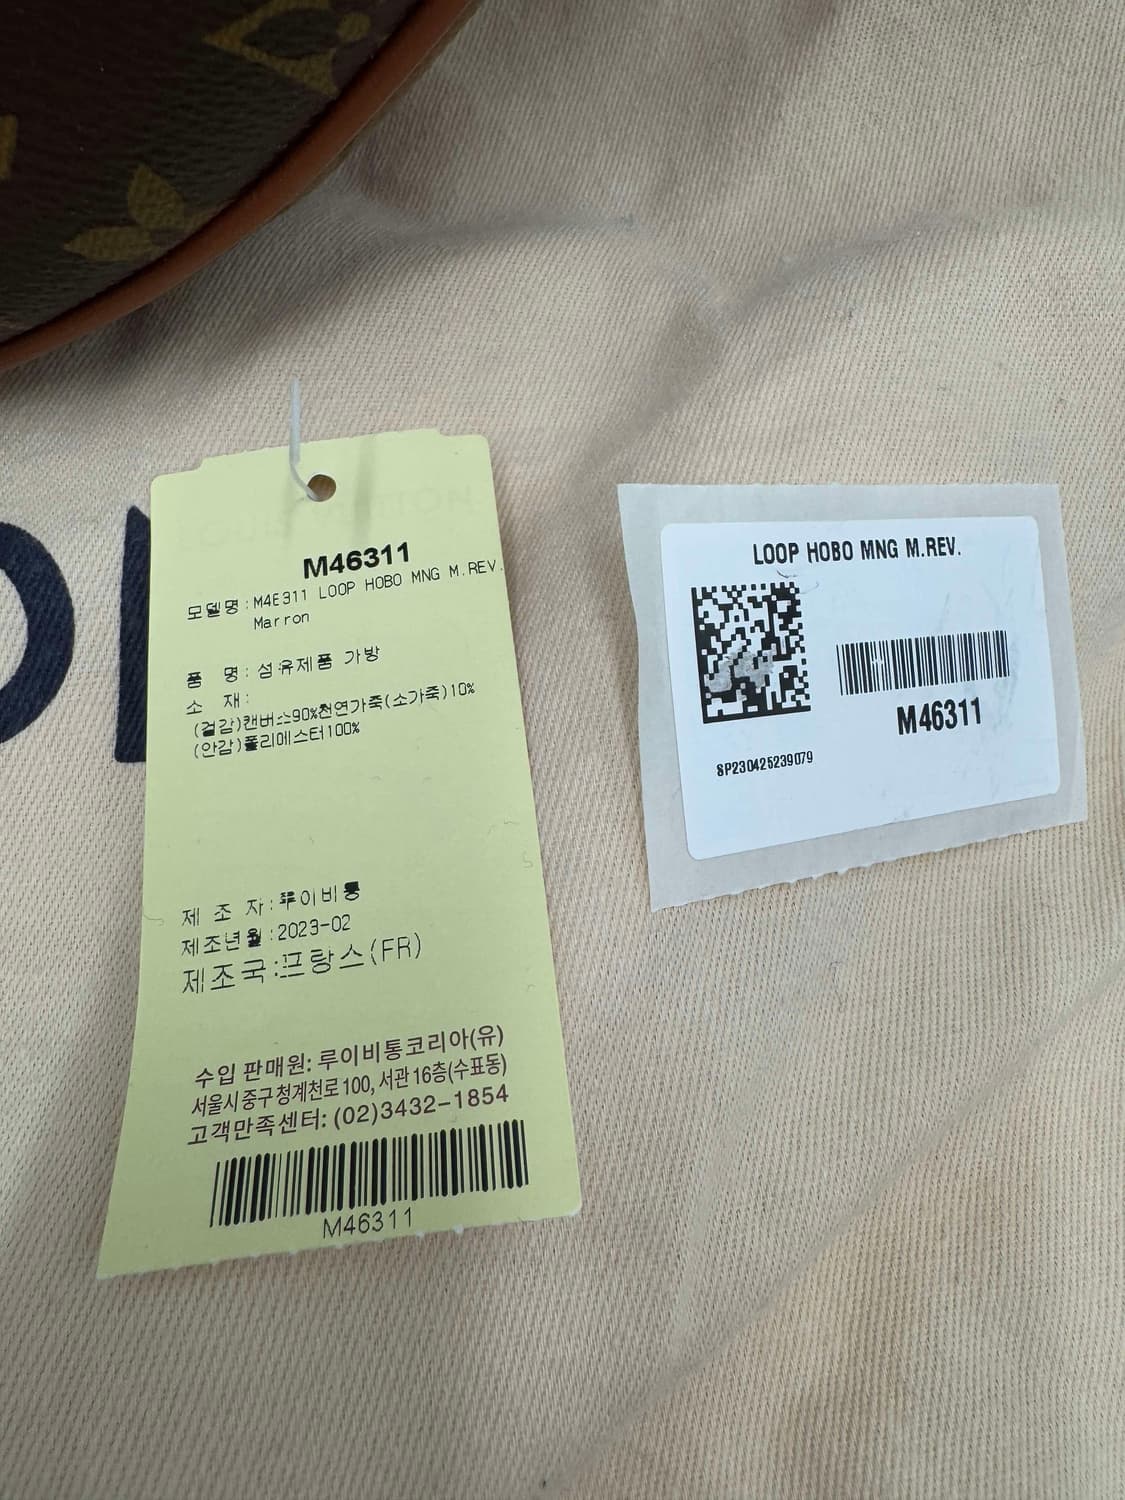 M46311
모델명:M4E311 LOOP HOBO MNG M.REV.
Marron
품 명:섬유제품 가방
소 재:
(겉감)캔버스90%천연가죽(소가죽)10%
(안감)폴리에스터100%
제 조 자:루이비통
제조년월:2023-02
제조국:프랑스(FR)
수입 판매원: 루이비통코리아(유)
서울시 중구 청계천로 100, 서관 16층(수표동)
고객만족센터: (02)3432-1854
M46311
LOOP HOBO MNG M.REV.
M46311
SP230425239079